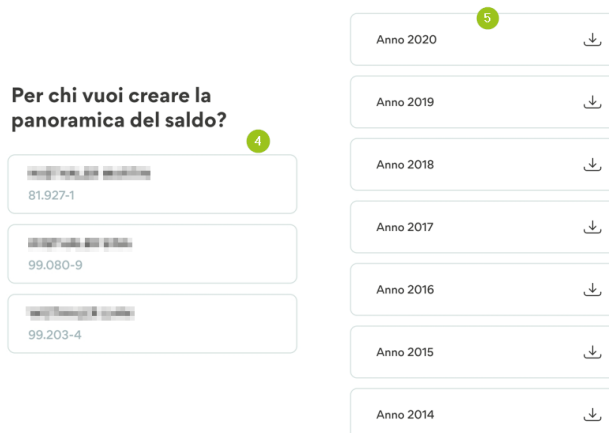 Per chi vuoi creare la
panoramica del saldo?
4
81.927-1
99.080-9
99.203-4
5
Anno 2020
Anno 2019
Anno 2018
Anno 2017
Anno 2016
Anno 2015
Anno 2014